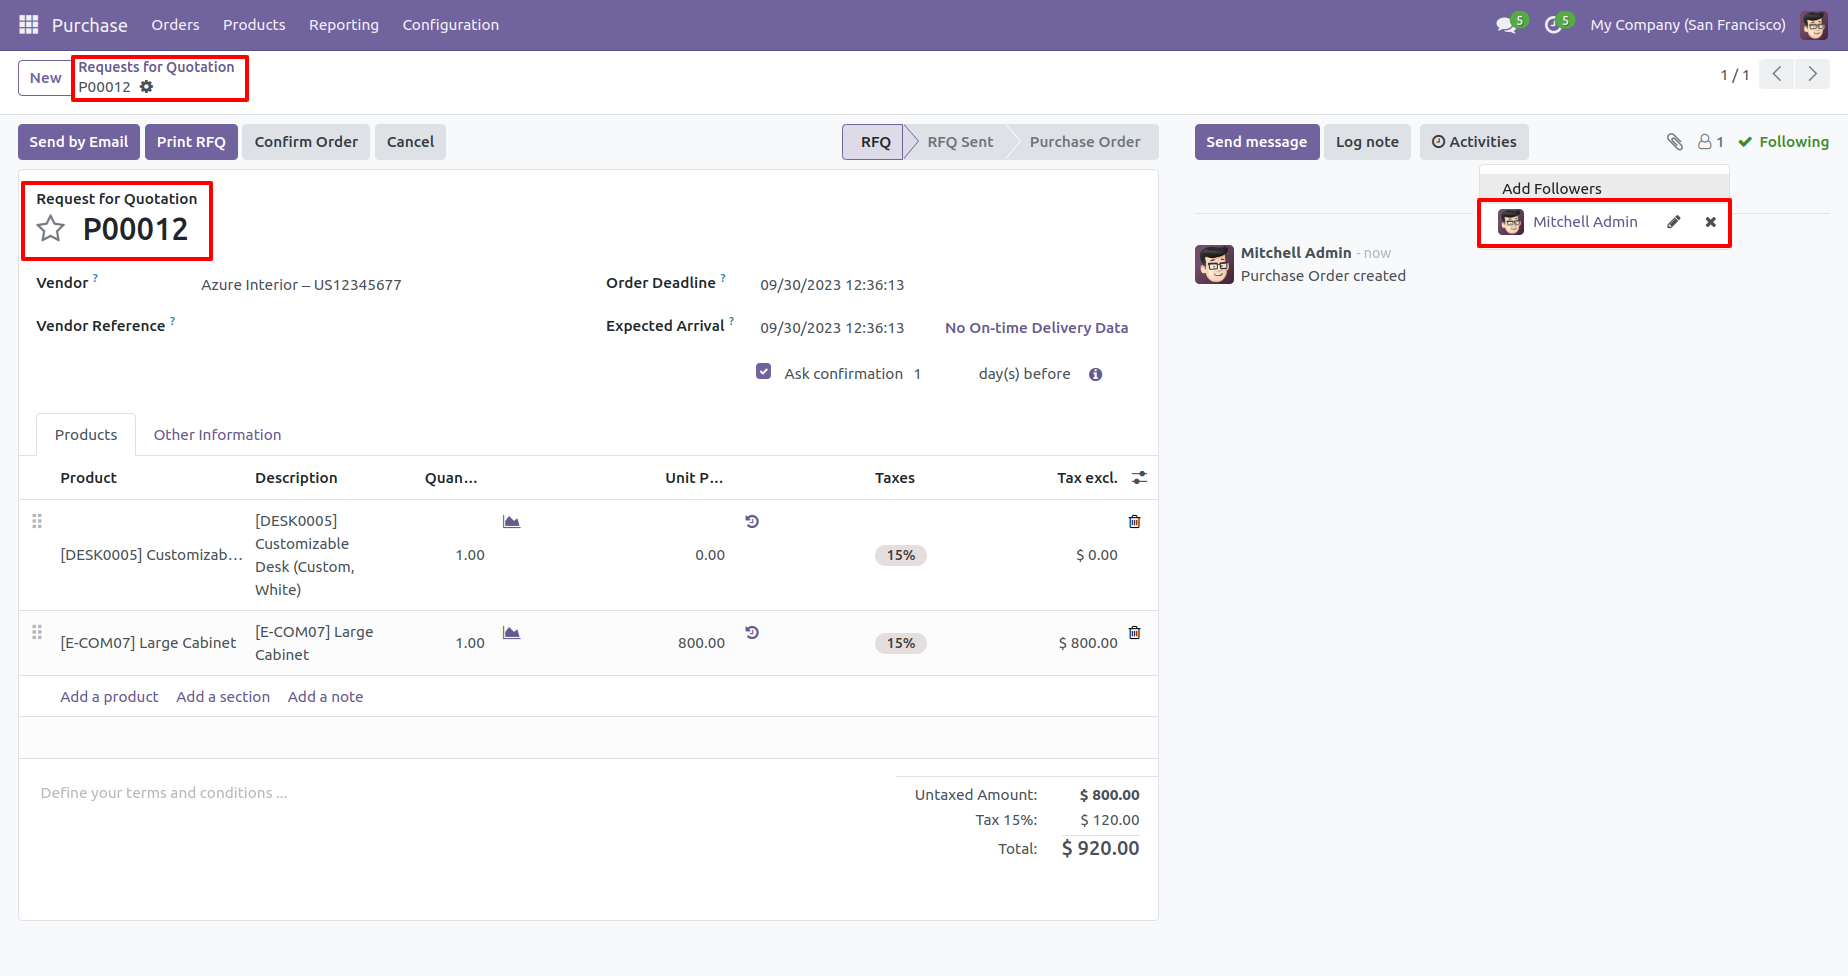 Purchase Orders Products Reporting Configuration 5 5 My Company (San Francisco)
New
Requests for Quotation
P00012
1 / 1
Send by Email Print RFQ Confirm Order Cancel RFQ RFQ Sent Purchase Order
Send message Log note Activities 1 Following
Add Followers
Mitchell Admin
Mitchell Admin - now
Purchase Order created
Request for Quotation
P00012
Vendor ? Azure Interior – US12345677 Order Deadline ? 09/30/2023 12:36:13
Vendor Reference ? Expected Arrival ? 09/30/2023 12:36:13 No On-time Delivery Data
Ask confirmation 1 day(s) before
Products Other Information
Product Description Quan... Unit P... Taxes Tax excl.
[DESK0005] Customizab... [DESK0005]
Customizable
Desk (Custom,
White) 1.00 0.00 15% $ 0.00
[E-COM07] Large Cabinet [E-COM07] Large
Cabinet 1.00 800.00 15% $ 800.00
Add a product Add a section Add a note
Define your terms and conditions ...
Untaxed Amount: $ 800.00
Tax 15%: $ 120.00
Total: $ 920.00